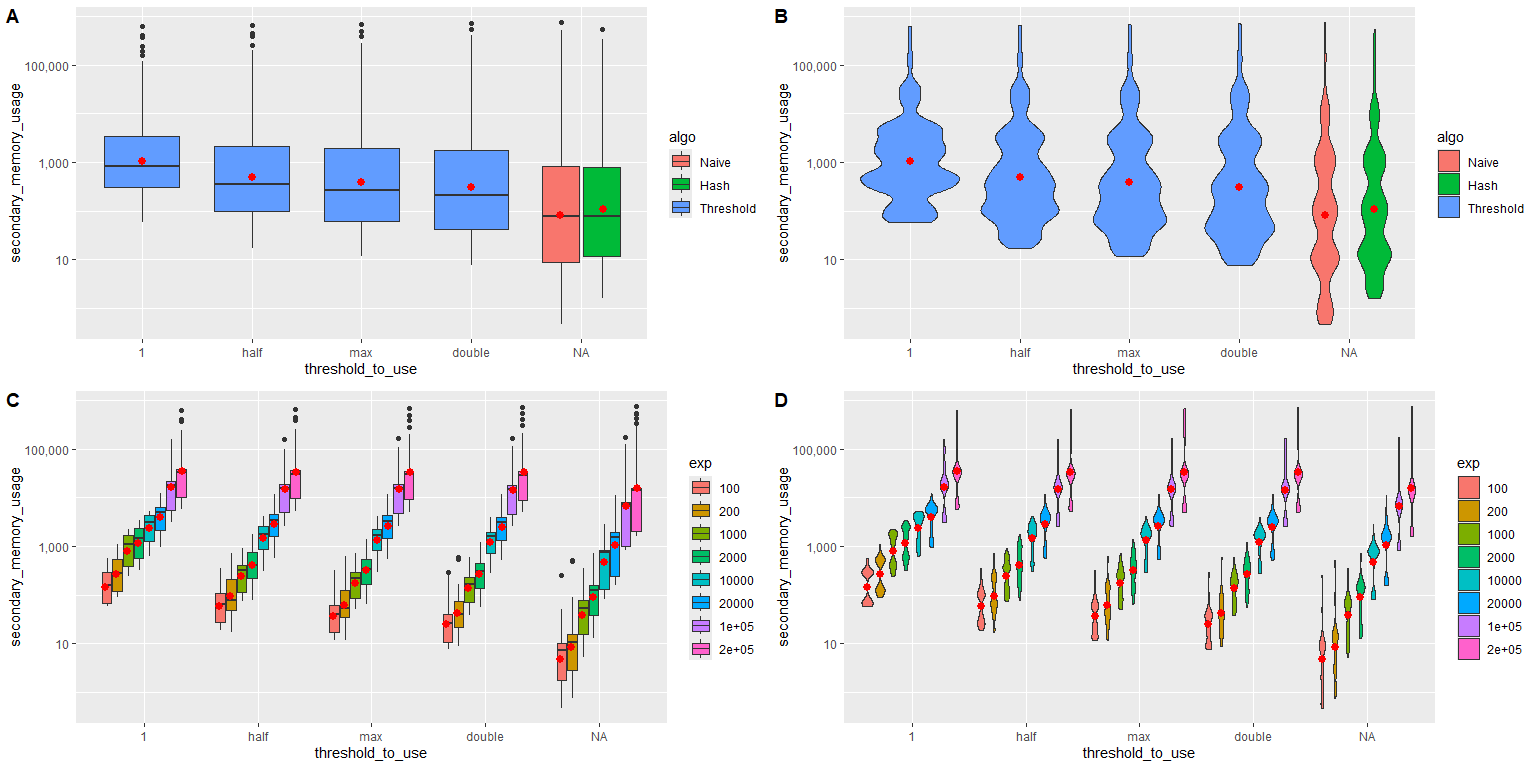 A
secondary_memory_usage
100,000
1,000
10
1
half
max
double
NA
threshold_to_use
algo
Naive
Hash
Threshold
B
secondary_memory_usage
100,000
1,000
10
1
half
max
double
NA
threshold_to_use
algo
Naive
Hash
Threshold
C
secondary_memory_usage
100,000
1,000
10
1
half
max
double
NA
threshold_to_use
exp
100
200
1000
2000
10000
20000
1e+05
2e+05
D
secondary_memory_usage
100,000
1,000
10
1
half
max
double
NA
threshold_to_use
exp
100
200
1000
2000
10000
20000
1e+05
2e+05